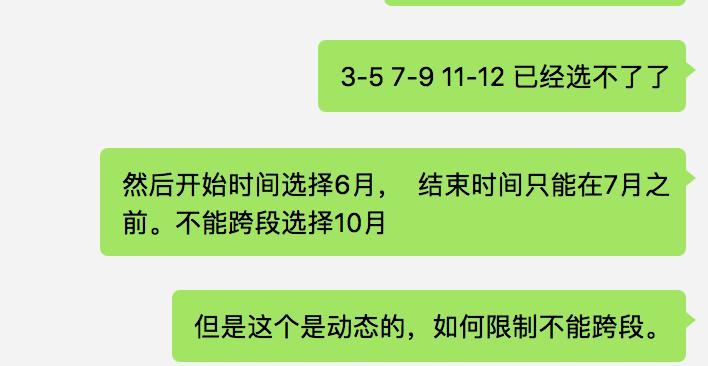 3-5 7-9 11-12 已经选不了了
然后开始时间选择6月， 结束时间只能在7月之
前。不能跨段选择10月
但是这个是动态的，如何限制不能跨段。